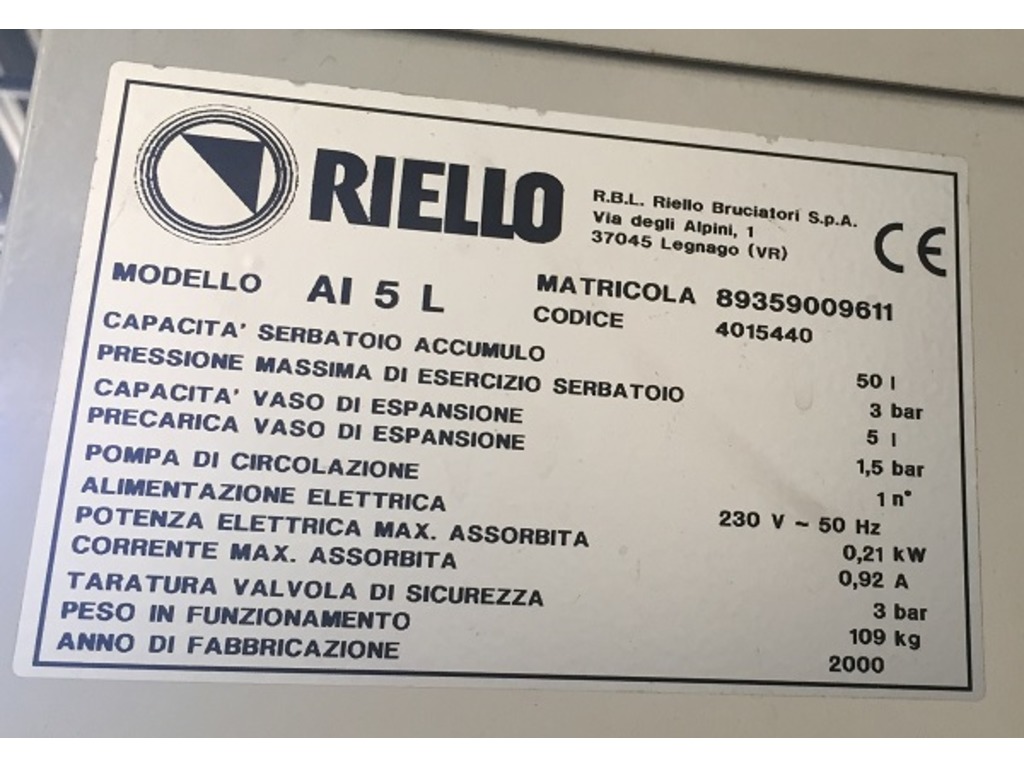 RIELLO
R.B.L. Riello Bruciatori S.p.A.
Via degli Alpini, 1
37045 Legnago (VR)
CE
MODELLO AI 5 L
MATRICOLA 89359009611
CODICE 4015440
CAPACITA' SERBATOIO ACCUMULO 50 l
PRESSIONE MASSIMA DI ESERCIZIO SERBATOIO 3 bar
CAPACITA' VASO DI ESPANSIONE 5 l
PRECARICA VASO DI ESPANSIONE 1,5 bar
POMPA DI CIRCOLAZIONE 1 n°
ALIMENTAZIONE ELETTRICA 230 V ~ 50 Hz
POTENZA ELETTRICA MAX. ASSORBITA 0,21 kW
CORRENTE MAX. ASSORBITA 0,92 A
TARATURA VALVOLA DI SICUREZZA 3 bar
PESO IN FUNZIONAMENTO 109 kg
ANNO DI FABBRICAZIONE 2000